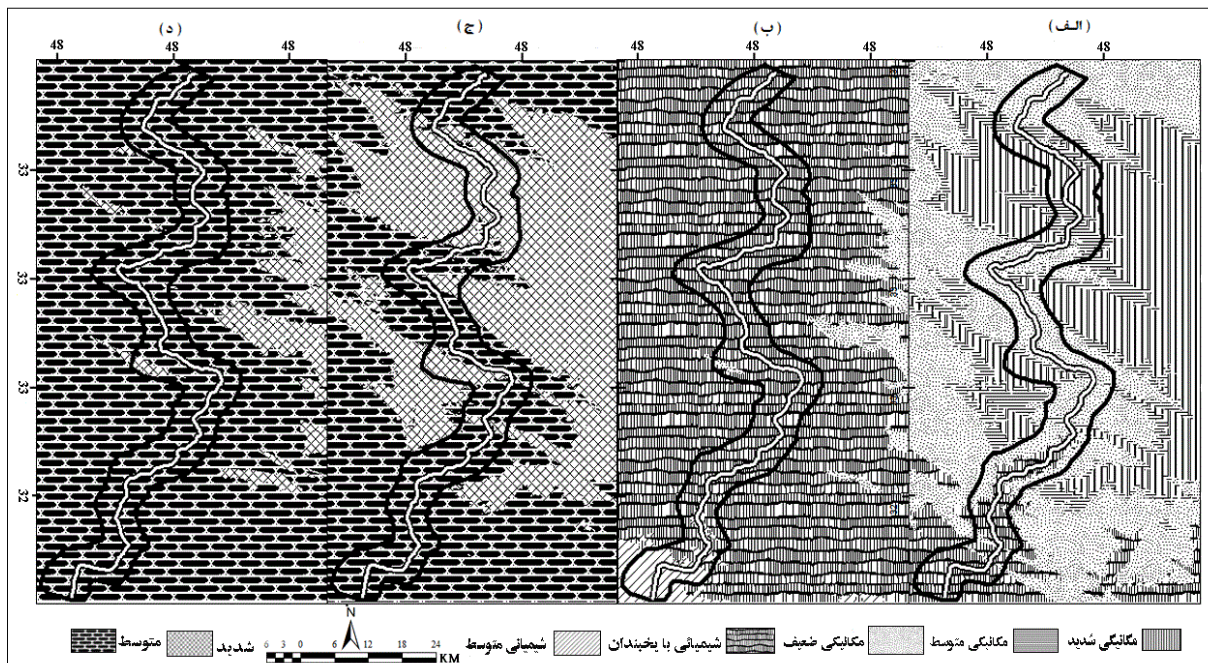 (الف) (ب) (ج) (د)
48 48 48 48 48 48 48 48 48
33
33
33
32
N
6 3 0 6 12 18 24
KM
مکانیکی شدید مکانیکی متوسط مکانیکی ضعیف شیمیائی با یخبندان شیمیائی متوسط شدید متوسط